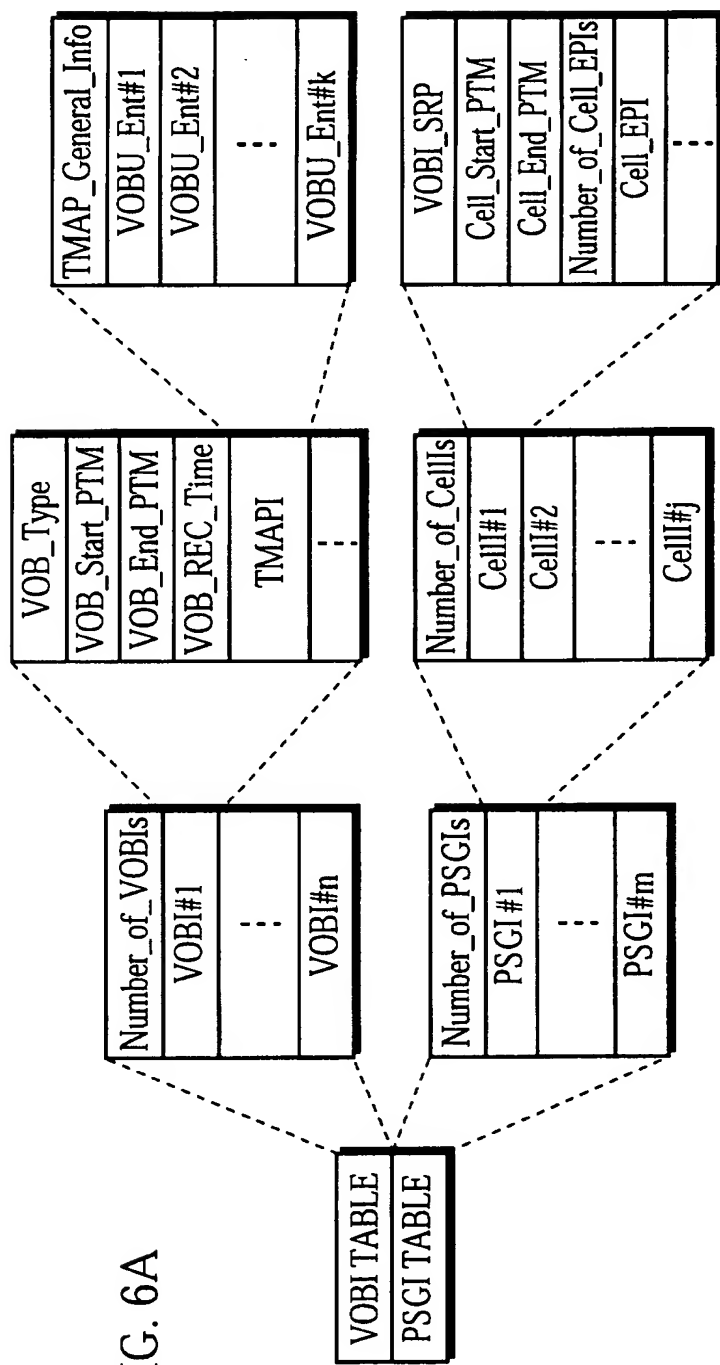 G. 6A
VOBI TABLE
PSGI TABLE
Number_of_VOBIs
VOBI#1
VOBI#n
Number_of_PSGIs
PSGI#1
PSGI#m
VOB_Type
VOB_Start_PTM
VOB_End_PTM
VOB_REC_Time
TMAPI
Number_of_CellIs
CellI#1
CellI#2
CellI#j
TMAP_General_Info
VOBU_Ent#1
VOBU_Ent#2
VOBU_Ent#k
VOBI_SRP
Cell_Start_PTM
Cell_End_PTM
Number_of_Cell_EPIs
Cell_EPI